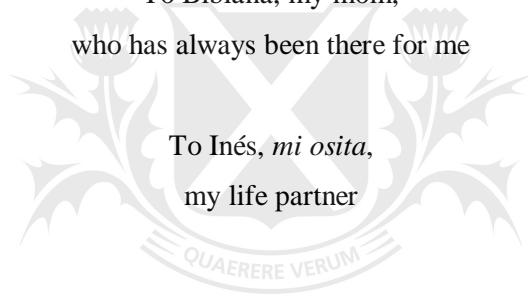 To Bibiana, my mom,
who has always been there for me
To Inés, mi osita,
my life partner
QUAERERE VERUM